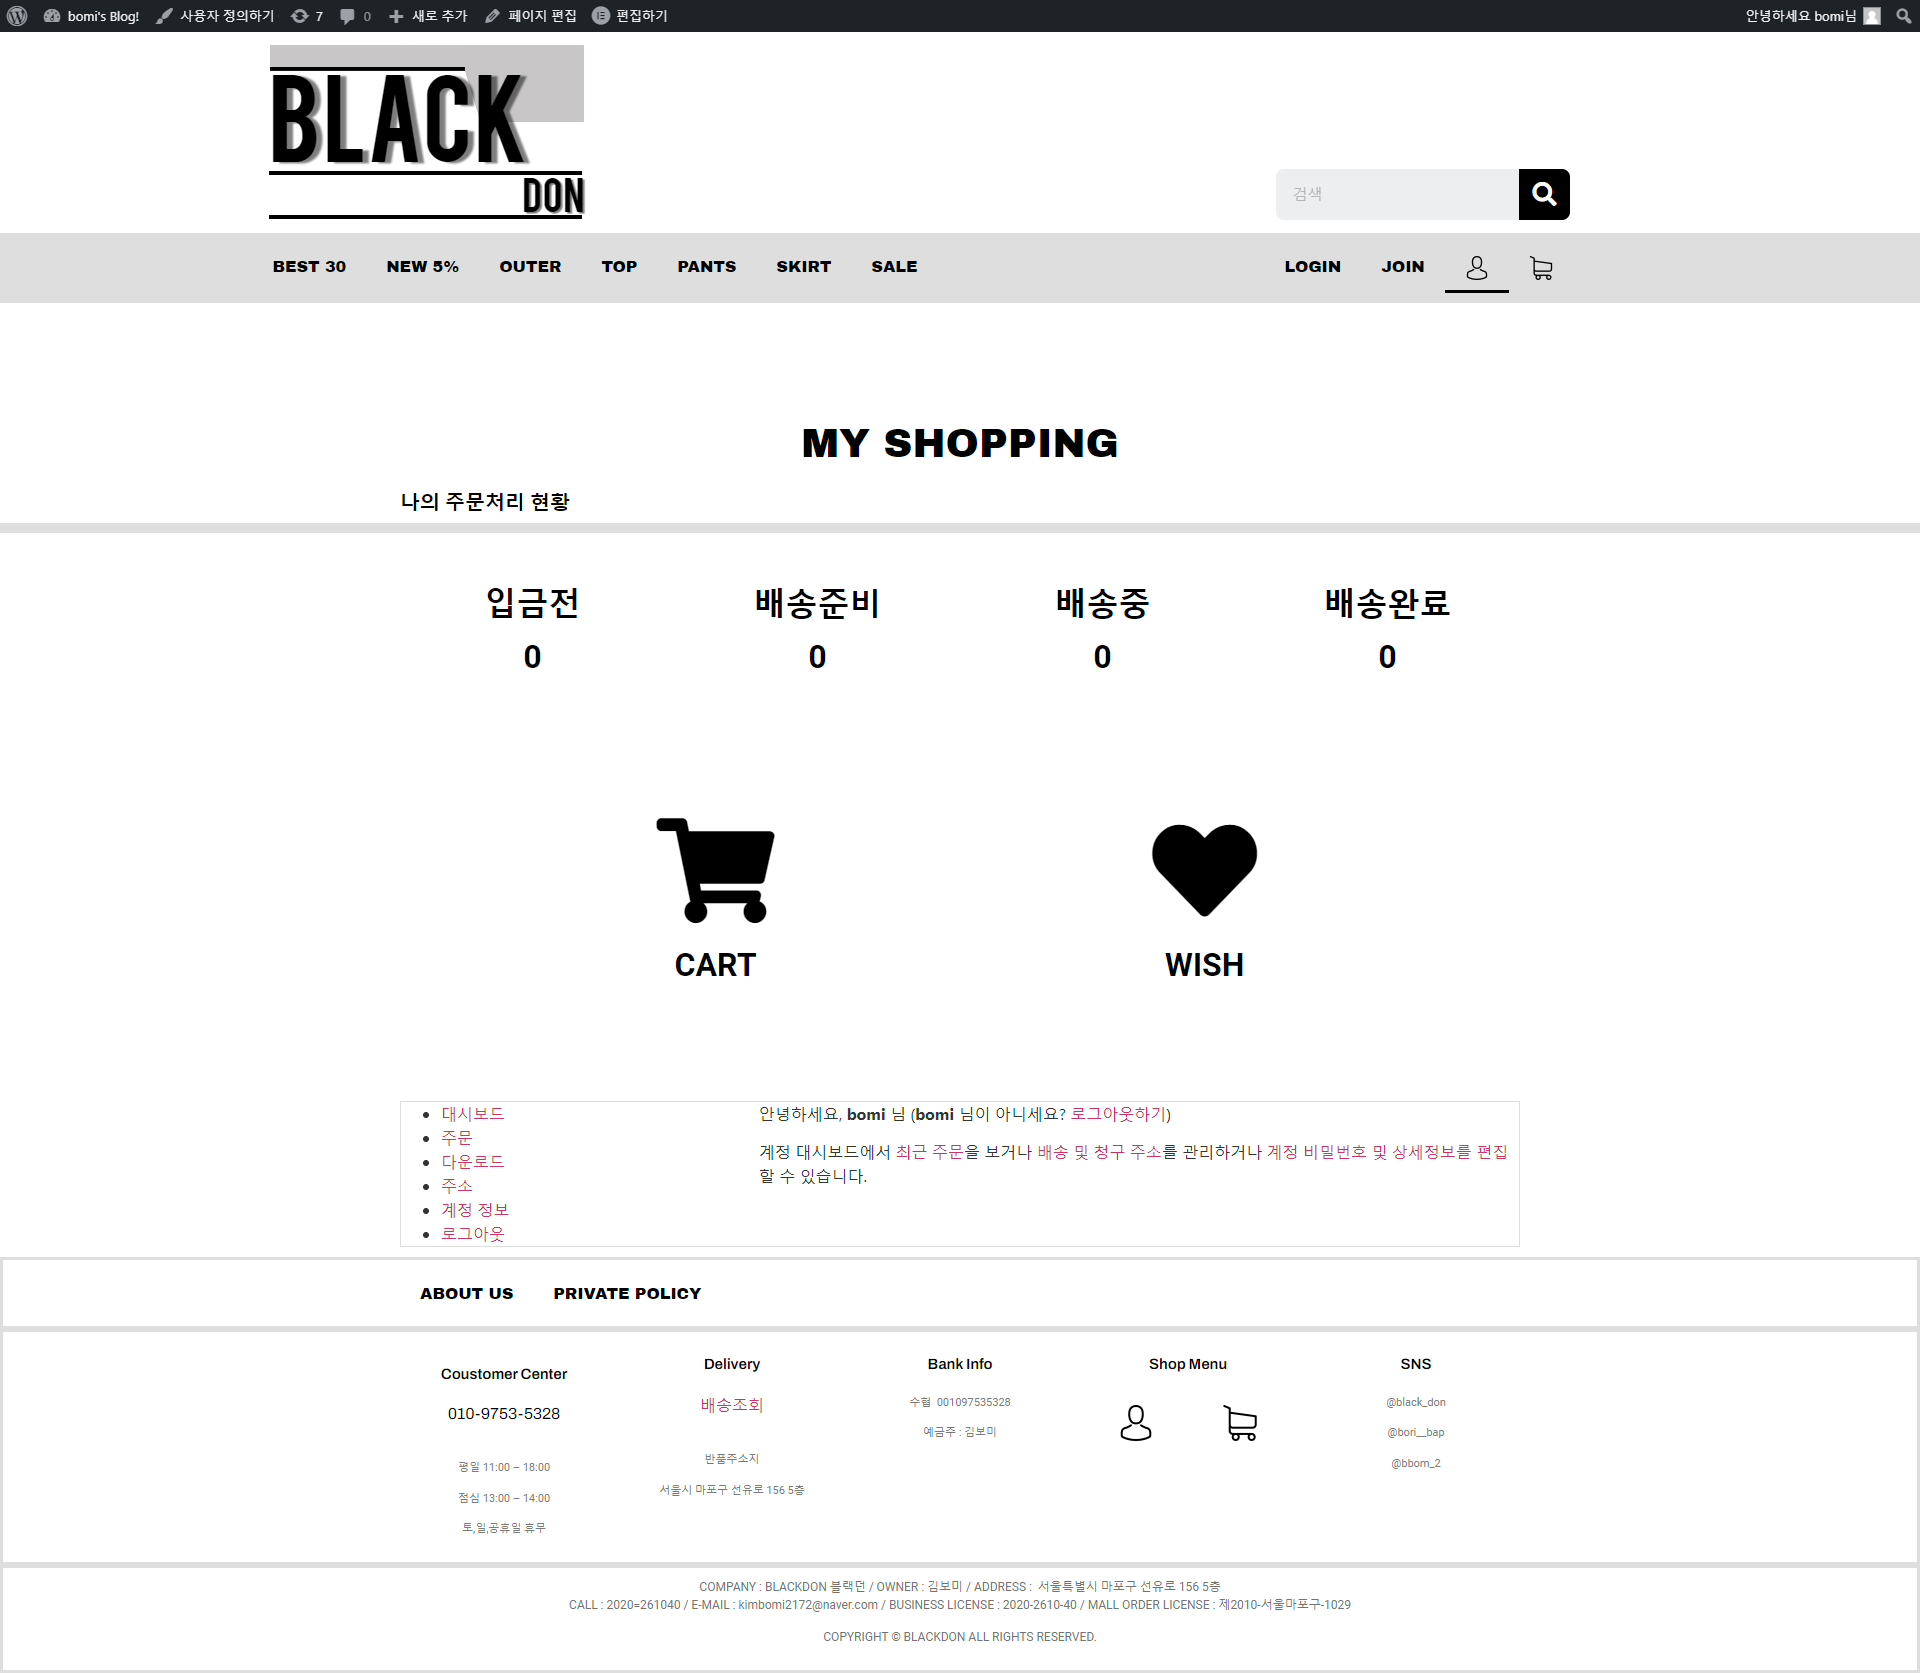 bomi's Blog! 사용자 정의하기 7 0 새로 추가 페이지 편집 편집하기 안녕하세요 bomi님
BLACK
DON
검색
BEST 30 NEW 5% OUTER TOP PANTS SKIRT SALE LOGIN JOIN
MY SHOPPING
나의 주문처리 현황
입금전 배송준비 배송중 배송완료
0 0 0 0
CART WISH
대시보드
주문
다운로드
주소
계정 정보
로그아웃
안녕하세요, bomi 님 (bomi 님이 아니세요? 로그아웃하기)
계정 대시보드에서 최근 주문을 보거나 배송 및 청구 주소를 관리하거나 계정 비밀번호 및 상세정보를 편집
할 수 있습니다.
ABOUT US PRIVATE POLICY
Coustomer Center
010-9753-5328
평일 11:00 – 18:00
점심 13:00 – 14:00
토,일,공휴일 휴무
Delivery
배송조회
반품주소지
서울시 마포구 선유로 156 5층
Bank Info
수협 001097535328
예금주 : 김보미
Shop Menu
SNS
@black_don
@bori__bap
@bbom_2
COMPANY : BLACKDON 블랙던 / OWNER : 김보미 / ADDRESS : 서울특별시 마포구 선유로 156 5층
CALL : 2020=261040 / E-MAIL : kimbomi2172@naver.com / BUSINESS LICENSE : 2020-2610-40 / MALL ORDER LICENSE : 제2010-서울마포구-1029
COPYRIGHT © BLACKDON ALL RIGHTS RESERVED.